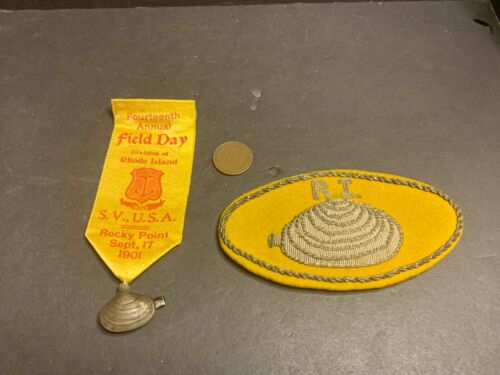 Fourteenth
Annual
Field Day
Division of
Rhode Island
S. V., U.S.A.
Rocky Point
Sept, 17
1901
R. I.